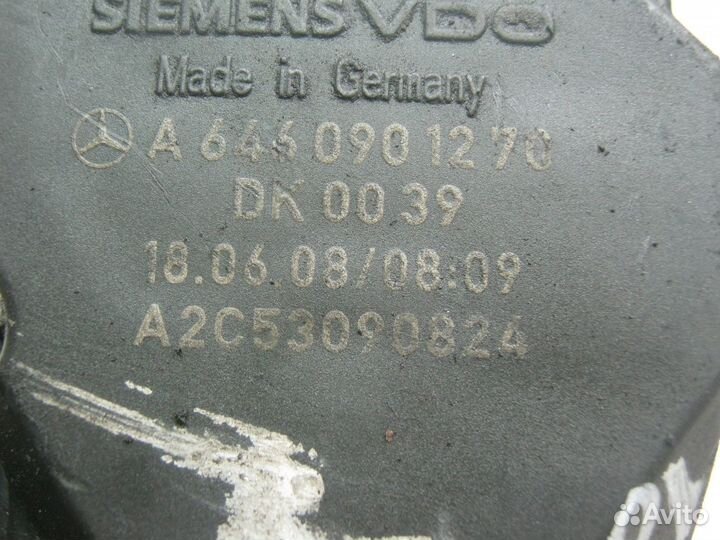 SIEMENS VDO
Made in Germany
A 646 090 12 70
DK 00 39
18.06.08/08:09
A2C53090824
Avito